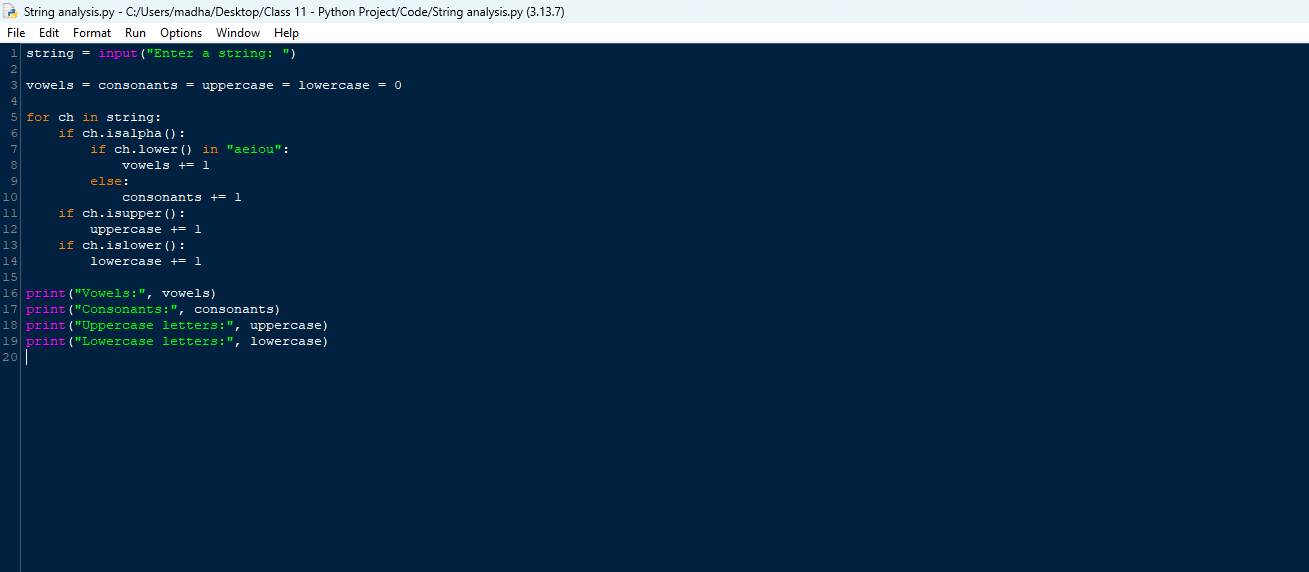 String analysis.py - C:/Users/madha/Desktop/Class 11 - Python Project/Code/String analysis.py (3.13.7)
File Edit Format Run Options Window Help
1 string = input("Enter a string: ")
2
3 vowels = consonants = uppercase = lowercase = 0
4
5 for ch in string:
6     if ch.isalpha():
7         if ch.lower() in "aeiou":
8             vowels += 1
9         else:
10             consonants += 1
11     if ch.isupper():
12         uppercase += 1
13     if ch.islower():
14         lowercase += 1
15
16 print("Vowels:", vowels)
17 print("Consonants:", consonants)
18 print("Uppercase letters:", uppercase)
19 print("Lowercase letters:", lowercase)
20